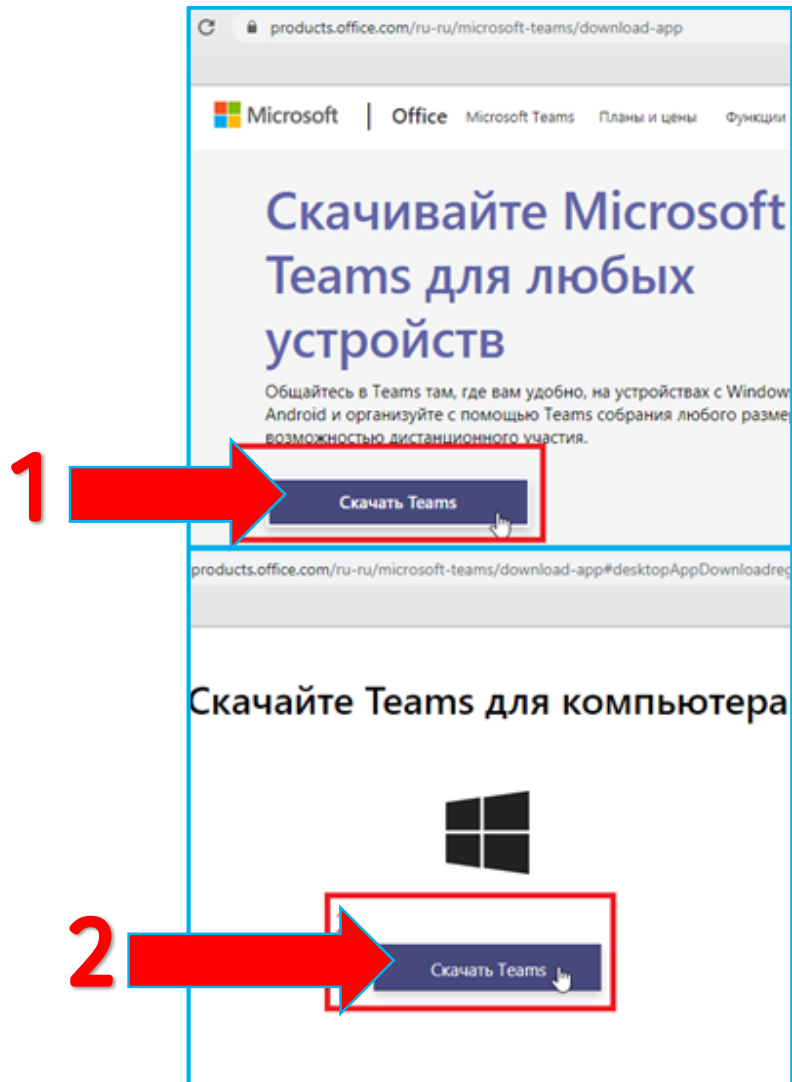 products.office.com/ru-ru/microsoft-teams/download-app
Microsoft | Office Microsoft Teams Планы и цены Функции
Скачивайте Microsoft
Teams для любых
устройств
Общайтесь в Teams там, где вам удобно, на устройствах с Window
Android и организуйте с помощью Teams собрания любого разме
возможностью дистанционного участия.
1
Скачать Teams
products.office.com/ru-ru/microsoft-teams/download-app#desktopAppDownloadreg
Скачайте Teams для компьютера
2
Скачать Teams